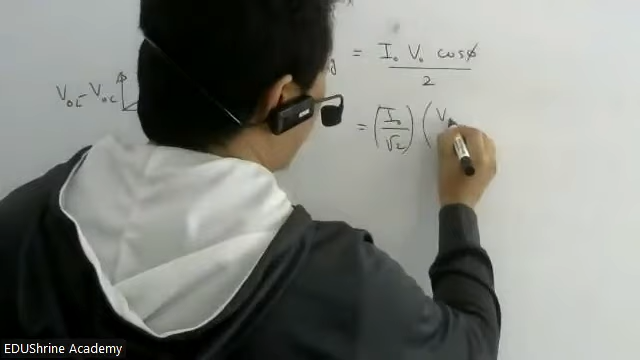 = I₀ V₀ cosφ
2
V₀L - V₀C
= (I₀/√2) (V
EDUShrine Academy